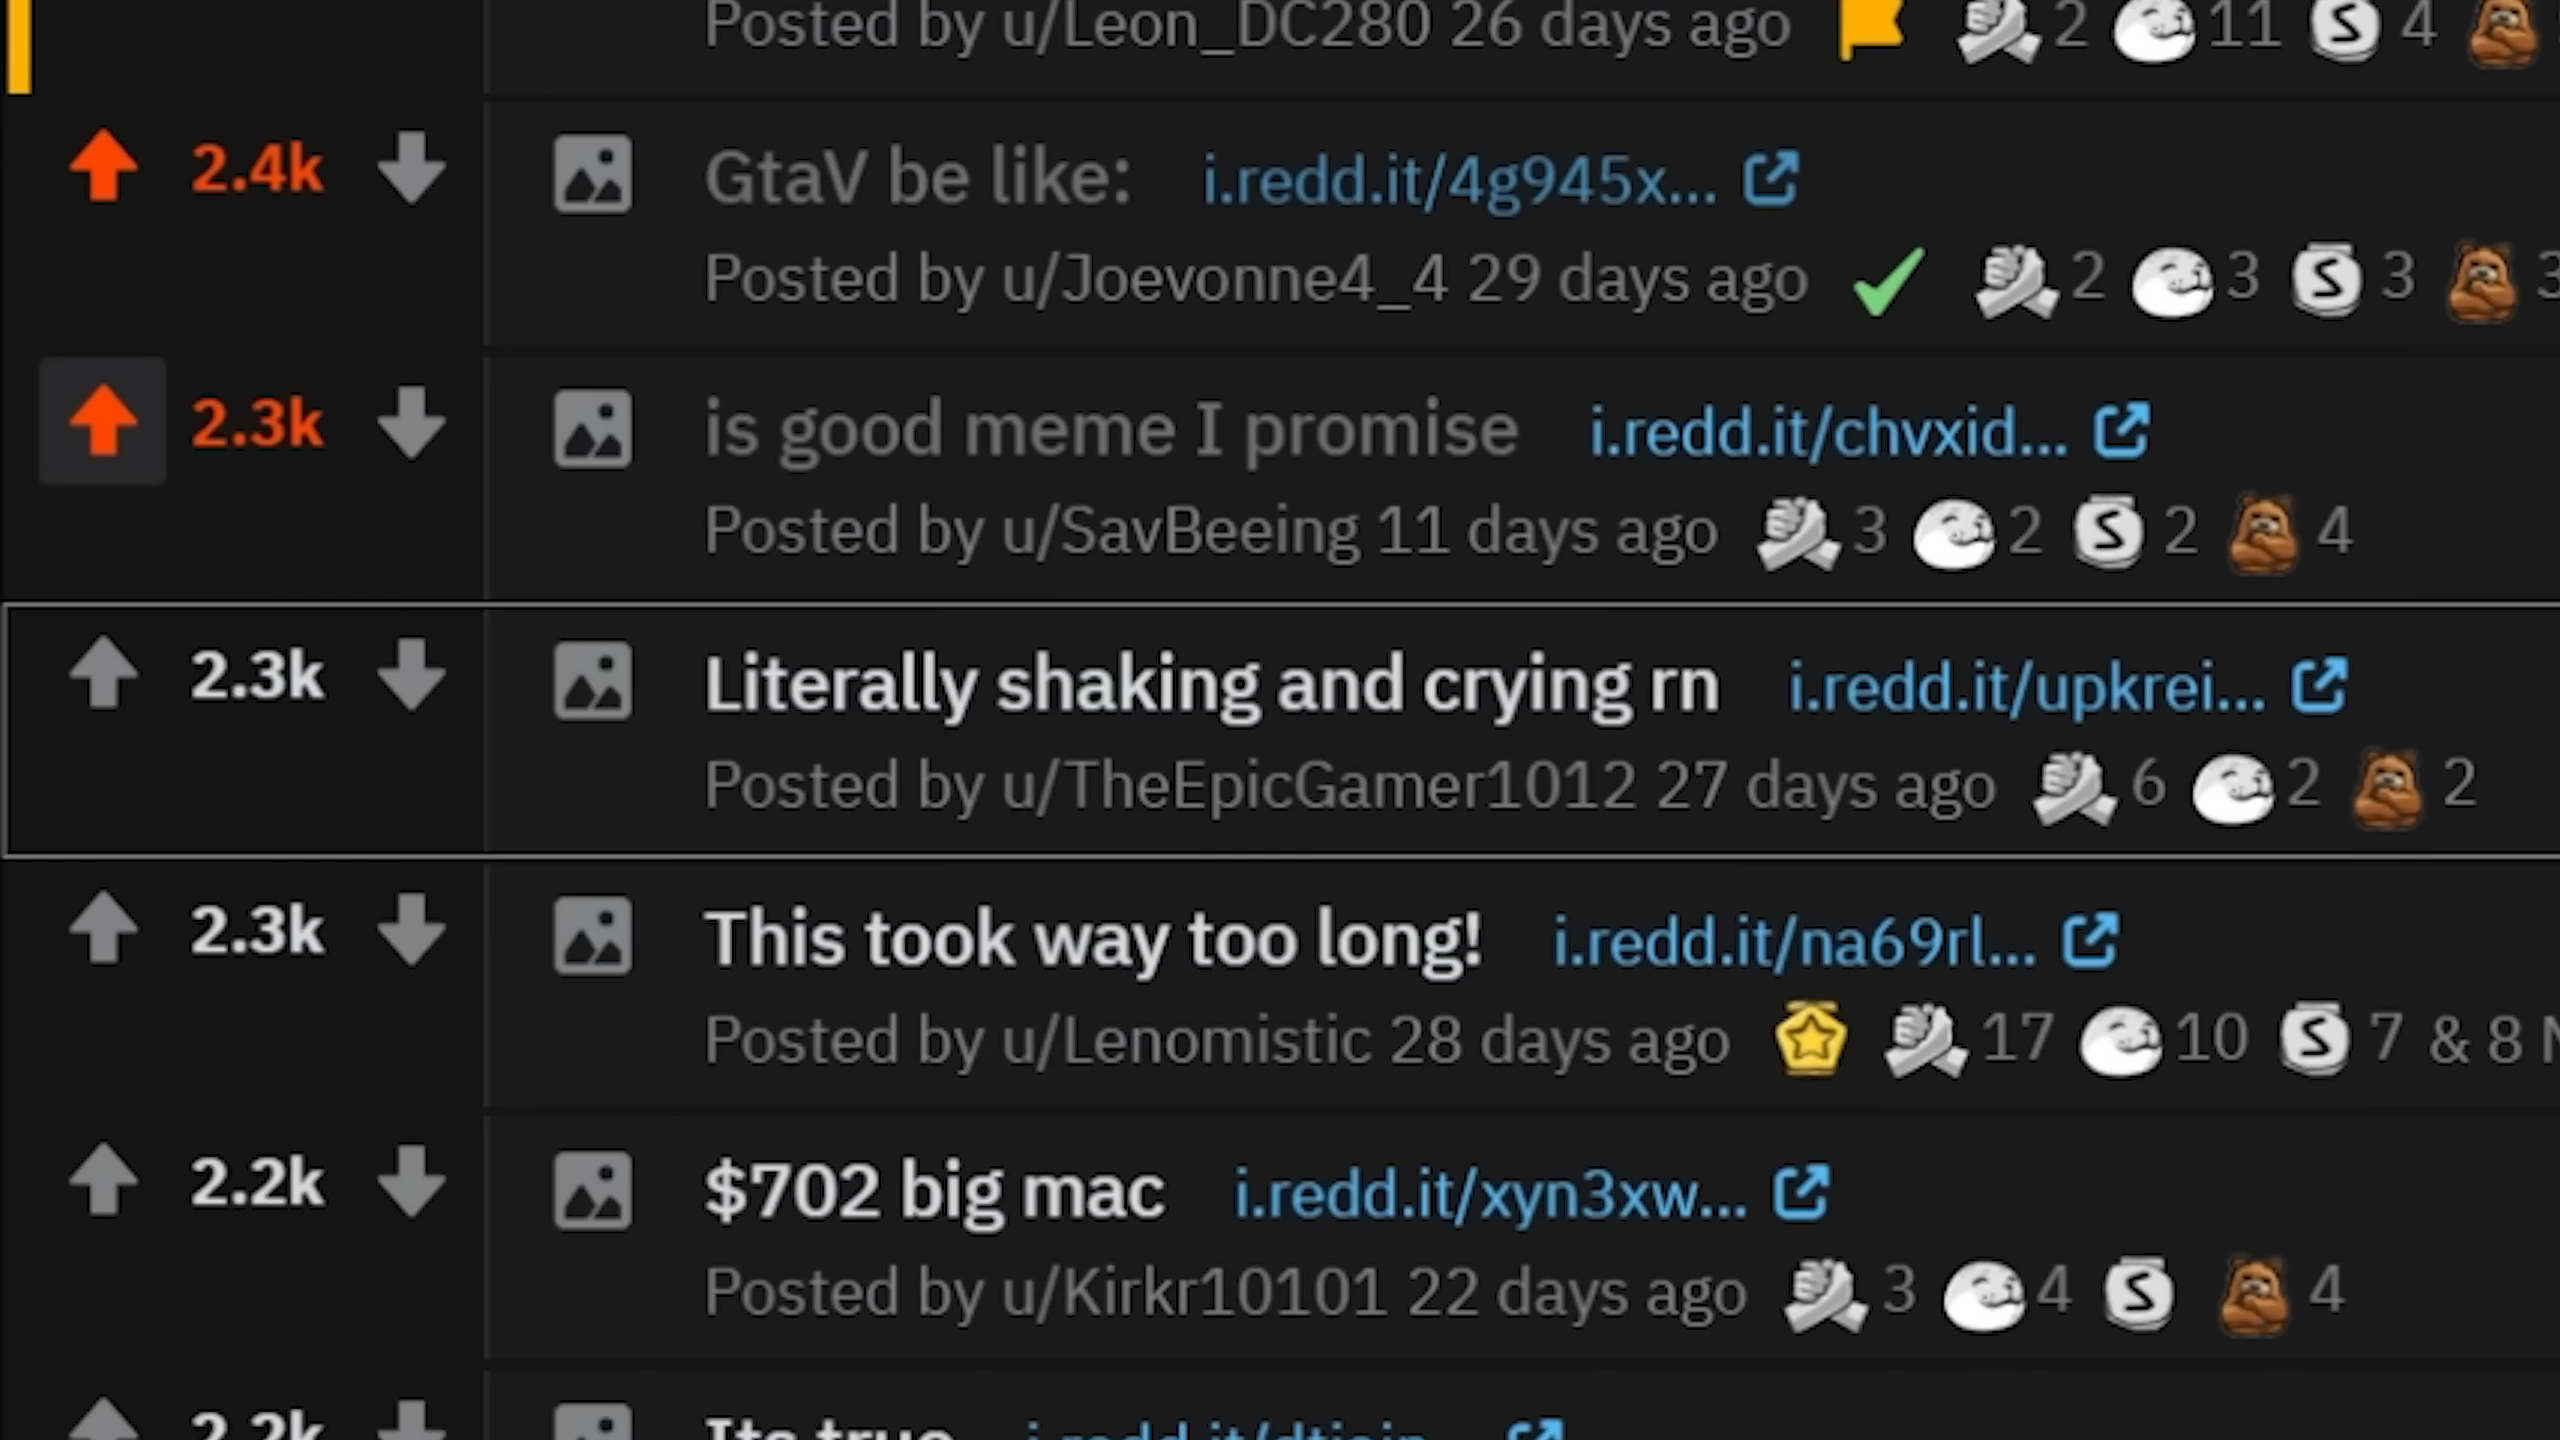 Posted by u/Leon_DC280 26 days ago 2 11 S 4
2.4k GtaV be like: i.redd.it/4g945x...
Posted by u/Joevonne4_4 29 days ago 2 3 S 3 3
2.3k is good meme I promise i.redd.it/chvxid...
Posted by u/SavBeeing 11 days ago 3 2 S 2 4
2.3k Literally shaking and crying rn i.redd.it/upkrei...
Posted by u/TheEpicGamer1012 27 days ago 6 2 2
2.3k This took way too long! i.redd.it/na69rl...
Posted by u/Lenomistic 28 days ago 17 10 S 7 & 8
2.2k $702 big mac i.redd.it/xyn3xw...
Posted by u/Kirkr10101 22 days ago 3 4 S 4
2.2k Its true